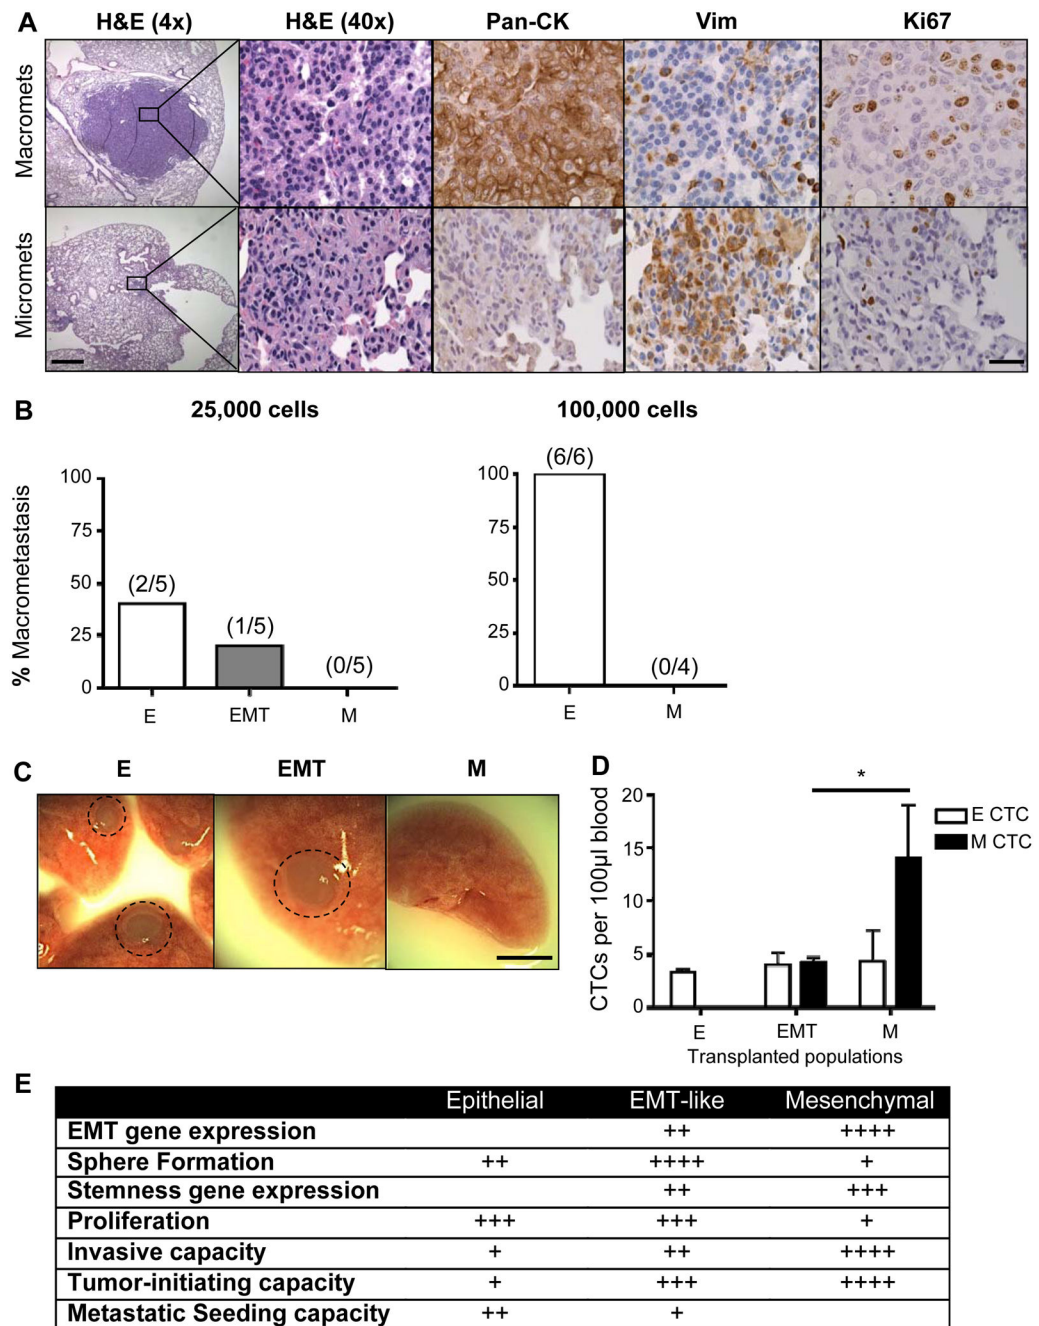 A
H&E (4x) H&E (40x) Pan-CK Vim Ki67
Macromets
Micromets
B
25,000 cells 100,000 cells
% Macrometastasis
100
75
50
25
0
(2/5)
(1/5)
(0/5)
E EMT M
100
75
50
25
0
(6/6)
(0/4)
E M
C
E EMT M
D
CTCs per 100µl blood
20
15
10
5
0
*
E CTC
M CTC
E EMT M
Transplanted populations
E
Epithelial EMT-like Mesenchymal
EMT gene expression ++ ++++
Sphere Formation ++ ++++ +
Stemness gene expression ++ +++
Proliferation +++ +++ +
Invasive capacity + ++ ++++
Tumor-initiating capacity + +++ ++++
Metastatic Seeding capacity ++ +